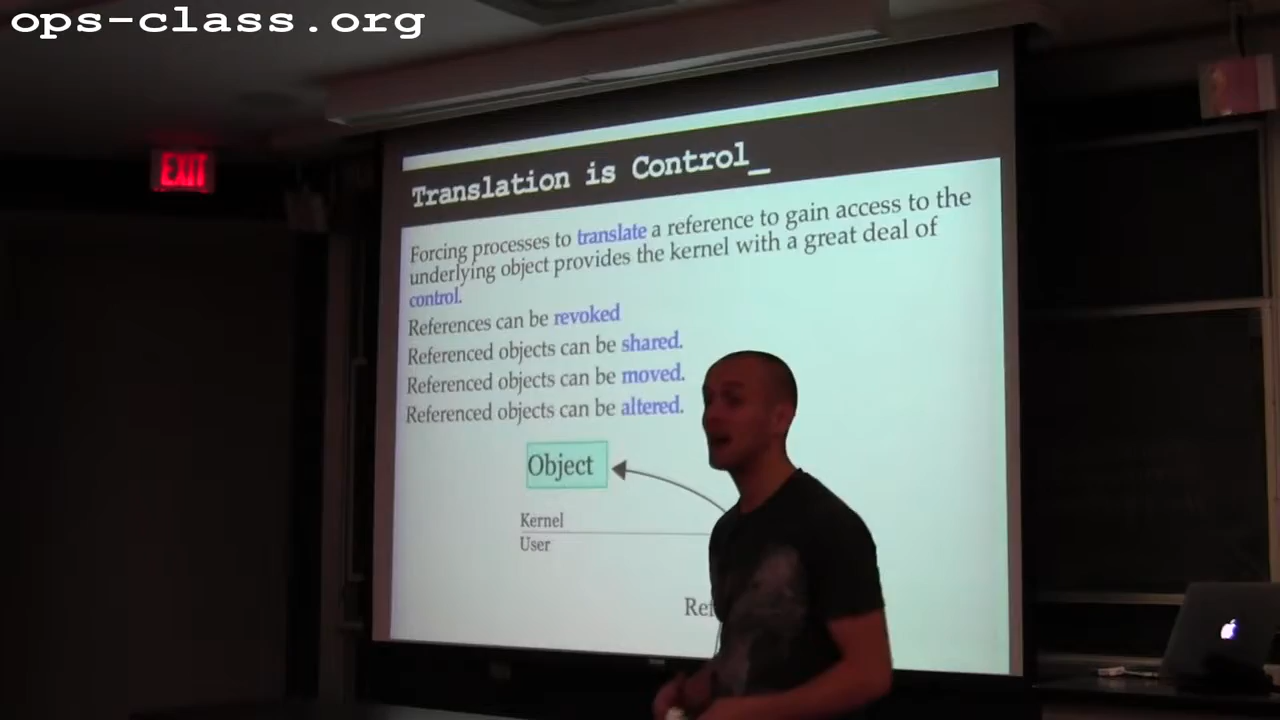 ops-class.org
EXIT
Translation is Control_
Forcing processes to translate a reference to gain access to the
underlying object provides the kernel with a great deal of
control.
References can be revoked
Referenced objects can be shared.
Referenced objects can be moved.
Referenced objects can be altered.
Object
Kernel
User